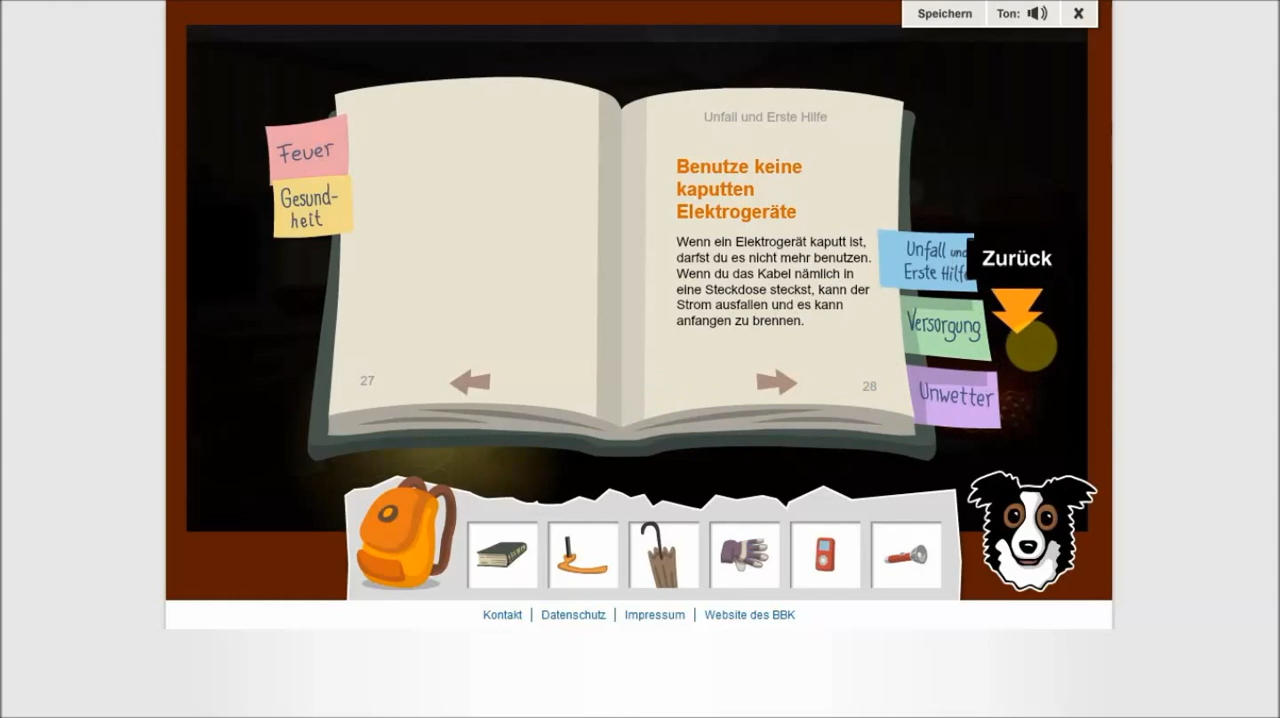 Speichern
Ton:
X
Feuer
Gesund-
heit
Unfall und Erste Hilfe
Benutze keine
kaputten
Elektrogeräte
Wenn ein Elektrogerät kaputt ist,
darfst du es nicht mehr benutzen.
Wenn du das Kabel nämlich in
eine Steckdose steckst, kann der
Strom ausfallen und es kann
anfangen zu brennen.
27
28
Unfall und
Erste Hilfe
Zurück
Versorgung
Unwetter
Kontakt | Datenschutz | Impressum | Website des BBK